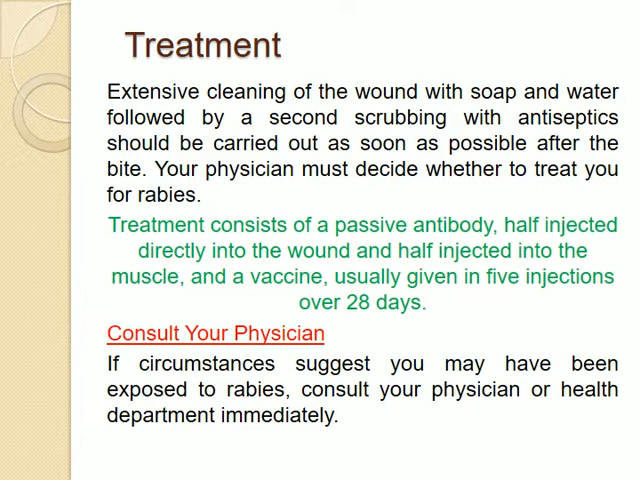 Treatment
Extensive cleaning of the wound with soap and water
followed by a second scrubbing with antiseptics
should be carried out as soon as possible after the
bite. Your physician must decide whether to treat you
for rabies.
Treatment consists of a passive antibody, half injected
directly into the wound and half injected into the
muscle, and a vaccine, usually given in five injections
over 28 days.
Consult Your Physician
If circumstances suggest you may have been
exposed to rabies, consult your physician or health
department immediately.